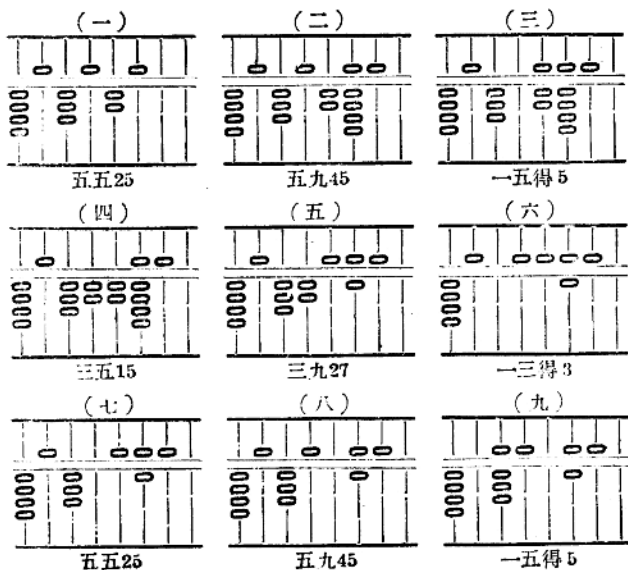 (一) (二) (三)
五五25 五九45 一五得5
(四) (五) (六)
三五15 三九27 一三得3
(七) (八) (九)
五五25 五九45 一五得5